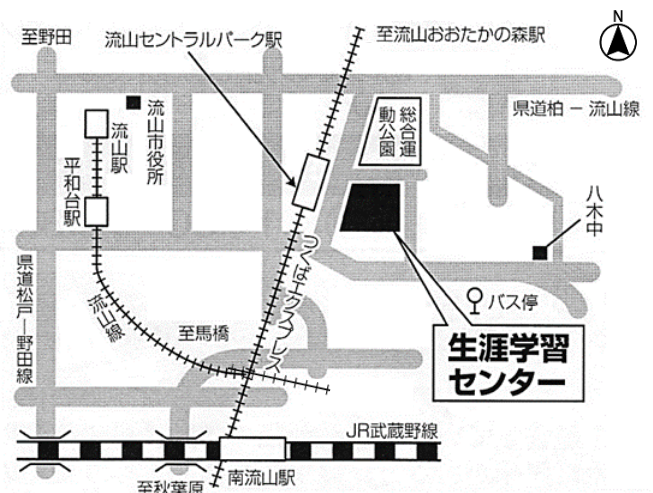 至野田
流山セントラルパーク駅
至流山おおたかの森駅
N
県道柏－流山線
流山市役所
流山駅
平和台駅
総合運
動公園
八木中
つくばエクスプレス
県道松戸―野田線
流山線
至馬橋
バス停
生涯学習
センター
JR武蔵野線
南流山駅
至秋葉原